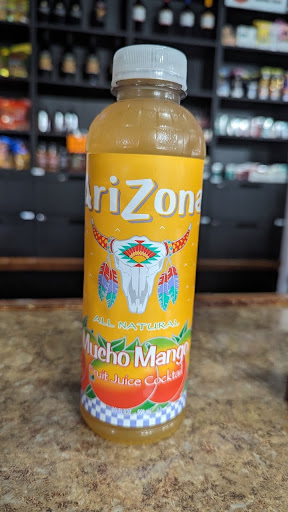 AriZona
ALL NATURAL
Mucho Mango
Fruit Juice Cocktail